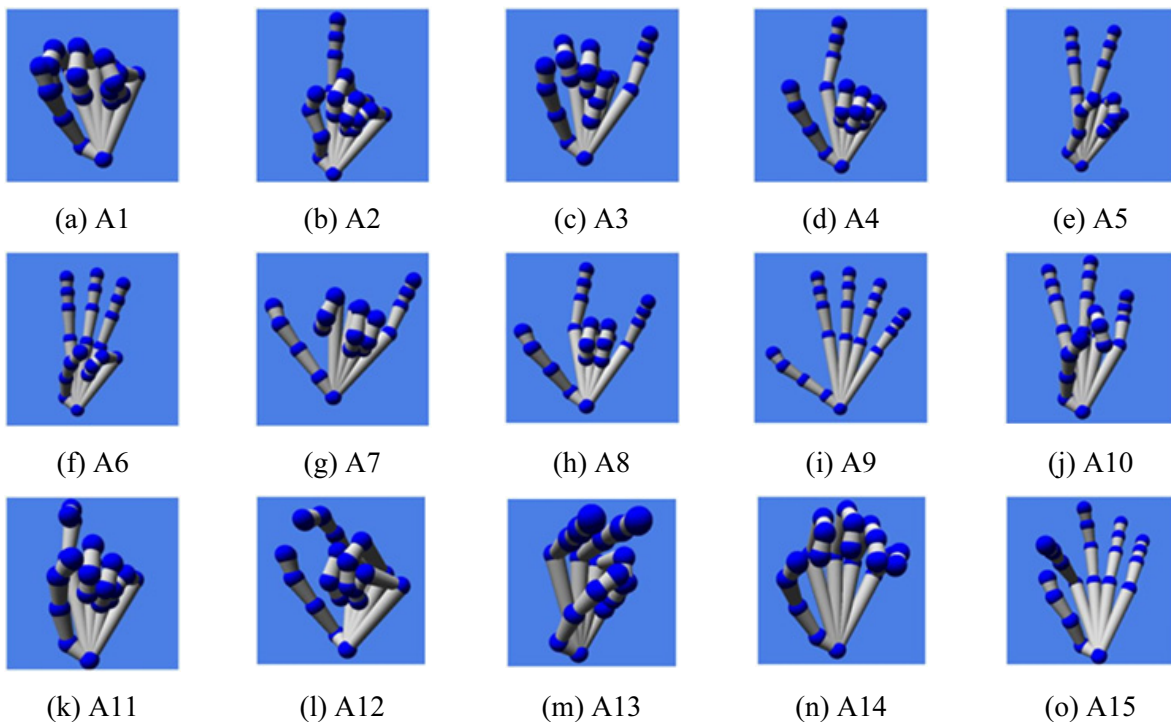 (a) A1 (b) A2 (c) A3 (d) A4 (e) A5
(f) A6 (g) A7 (h) A8 (i) A9 (j) A10
(k) A11 (l) A12 (m) A13 (n) A14 (o) A15